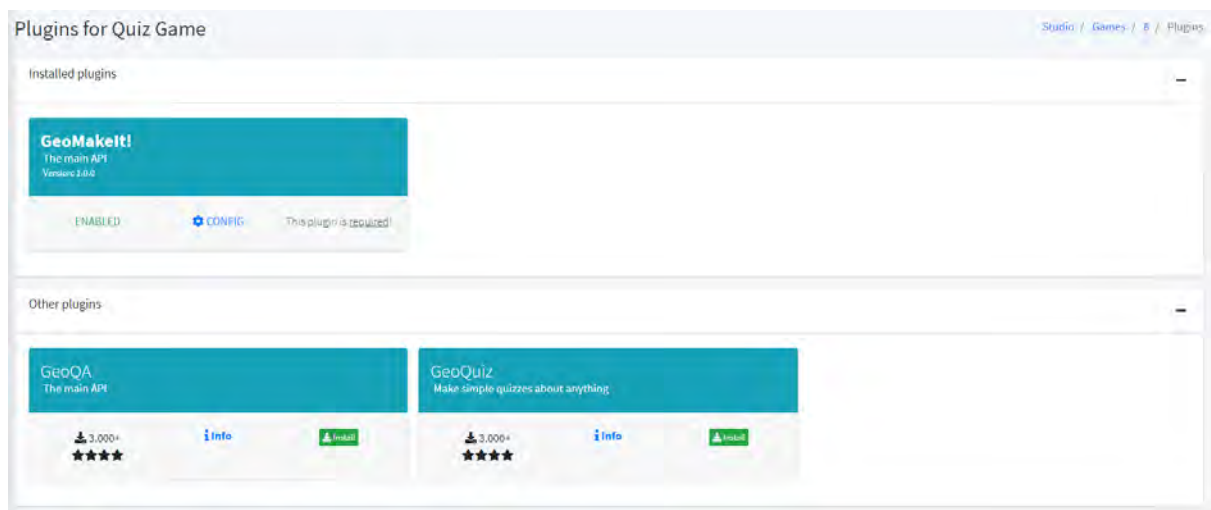 Plugins for Quiz Game
Studio / Games / 8 / Plugins
Installed plugins
GeoMakeIt!
The main API
Version: 1.0.0
ENABLED
CONFIG
This plugin is required!
Other plugins
GeoQA
The main API
3.000+
Info
Install
GeoQuiz
Make simple quizzes about anything
3.000+
Info
Install